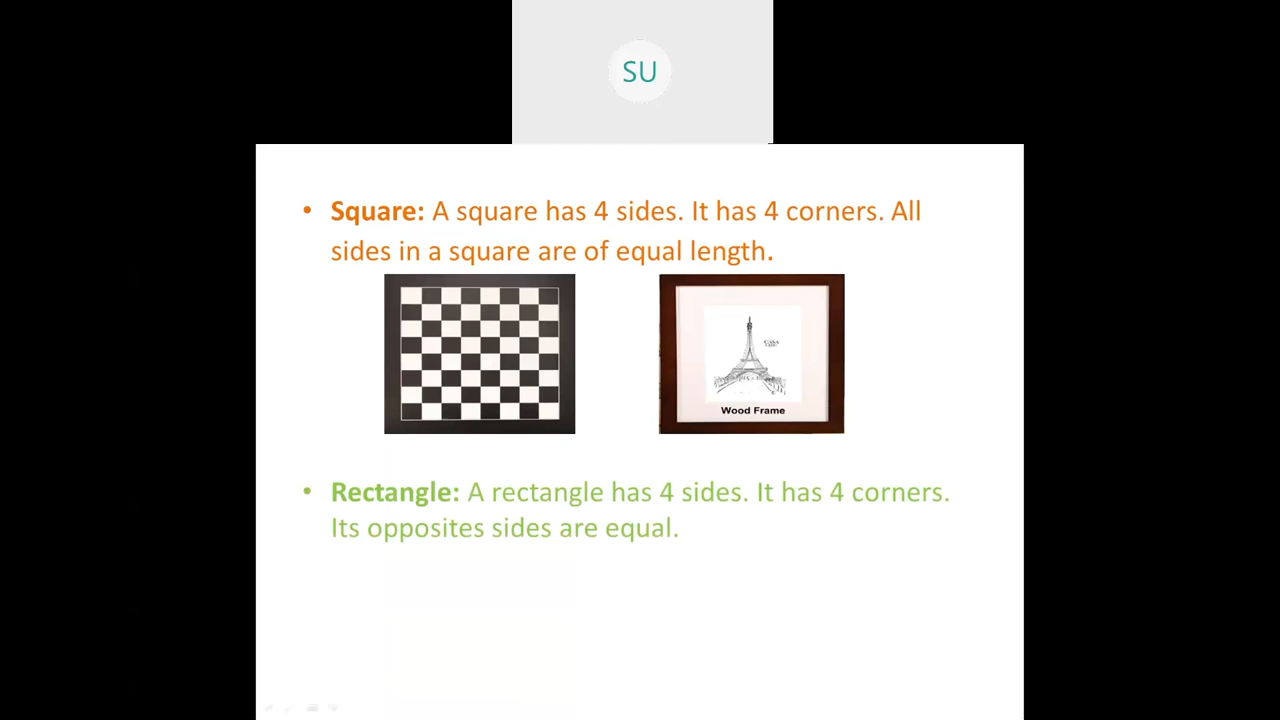 SU
• Square: A square has 4 sides. It has 4 corners. All
sides in a square are of equal length.
Wood Frame
• Rectangle: A rectangle has 4 sides. It has 4 corners.
Its opposites sides are equal.